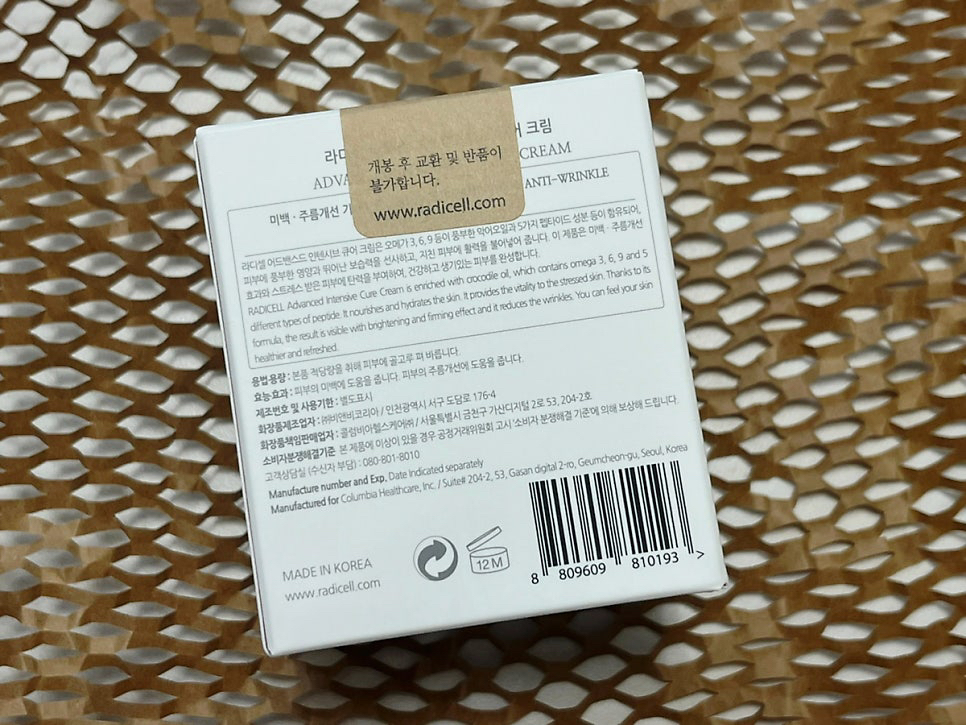 어 크림
개봉 후 교환 및 반품이
불가합니다.
www.radicell.com
CREAM
ANTI-WRINKLE
미백 · 주름개선
라디셀 어드밴스드 인텐시브 큐어 크림은 오메가 3, 6, 9 등이 풍부한 악어오일과 5가지 펩타이드 성분 등이 함유되어,
피부에 풍부한 영양과 뛰어난 보습력을 선사하고, 지친 피부에 활력을 불어넣어 줍니다. 이 제품은 미백 · 주름개선
효과와 스트레스 받은 피부에 탄력을 부여하여, 건강하고 생기있는 피부를 완성합니다.
RADICELL Advanced Intensive Cure Cream is enriched with crocodile oil, which contains omega 3, 6, 9 and 5
different types of peptide. It nourishes and hydrates the skin. It provides the vitality to the stressed skin. Thanks to its
formula, the result is visible with brightening and firming effect and it reduces the wrinkles. You can feel your skin
healthier and refreshed.
용법·용량 : 본품 적당량을 취해 피부에 골고루 펴 바릅니다.
효능·효과 : 피부의 미백에 도움을 줍니다. 피부의 주름개선에 도움을 줍니다.
제조번호 및 사용기한 : 별도표시
화장품제조업자 : ㈜비앤비코리아 / 인천광역시 서구 도담로 176-4
화장품책임판매업자 : 콜럼비아헬스케어㈜ / 서울특별시 금천구 가산디지털 2로 53, 204-2호
소비자분쟁해결기준 본 제품에 이상이 있을 경우 공정거래위원회 고시 '소비자 분쟁해결 기준'에 의해 보상해 드립니다.
고객상담실 (수신자 부담) : 080-801-8010
Manufacture number and Exp. Date Indicated separately
Manufactured for Columbia Healthcare, Inc. / Suite# 204-2, 53, Gasan digital 2-ro, Geumcheon-gu, Seoul, Korea
MADE IN KOREA
www.radicell.com
12M
8 809609 810193 >